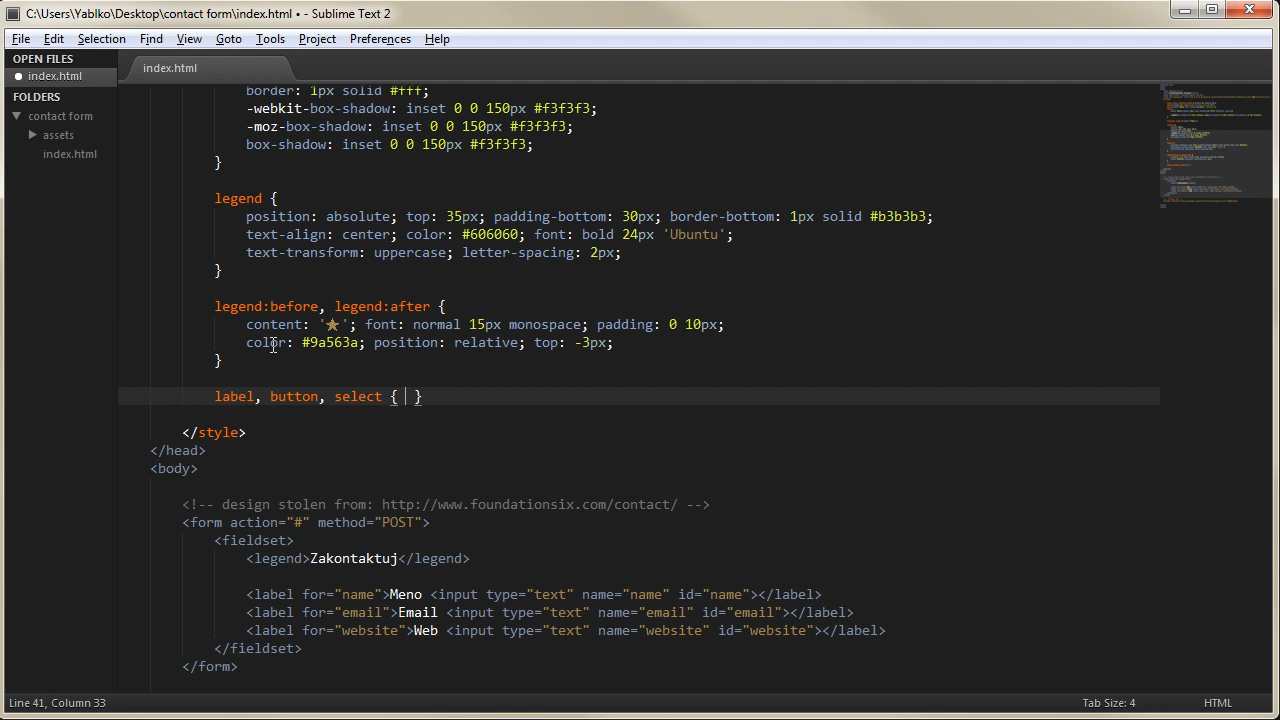 C:\Users\Yablko\Desktop\contact form\index.html • - Sublime Text 2
File Edit Selection Find View Goto Tools Project Preferences Help
OPEN FILES
index.html
FOLDERS
contact form
assets
index.html
index.html
border: 1px solid #fff;
-webkit-box-shadow: inset 0 0 150px #f3f3f3;
-moz-box-shadow: inset 0 0 150px #f3f3f3;
box-shadow: inset 0 0 150px #f3f3f3;
}
legend {
position: absolute; top: 35px; padding-bottom: 30px; border-bottom: 1px solid #b3b3b3;
text-align: center; color: #606060; font: bold 24px 'Ubuntu';
text-transform: uppercase; letter-spacing: 2px;
}
legend:before, legend:after {
content: '★'; font: normal 15px monospace; padding: 0 10px;
color: #9a563a; position: relative; top: -3px;
}
label, button, select { }
</style>
</head>
<body>
<!-- design stolen from: http://www.foundationsix.com/contact/ -->
<form action="#" method="POST">
<fieldset>
<legend>Zakontaktuj</legend>
<label for="name">Meno <input type="text" name="name" id="name"></label>
<label for="email">Email <input type="text" name="email" id="email"></label>
<label for="website">Web <input type="text" name="website" id="website"></label>
</fieldset>
</form>
Line 41, Column 33
Tab Size: 4
HTML